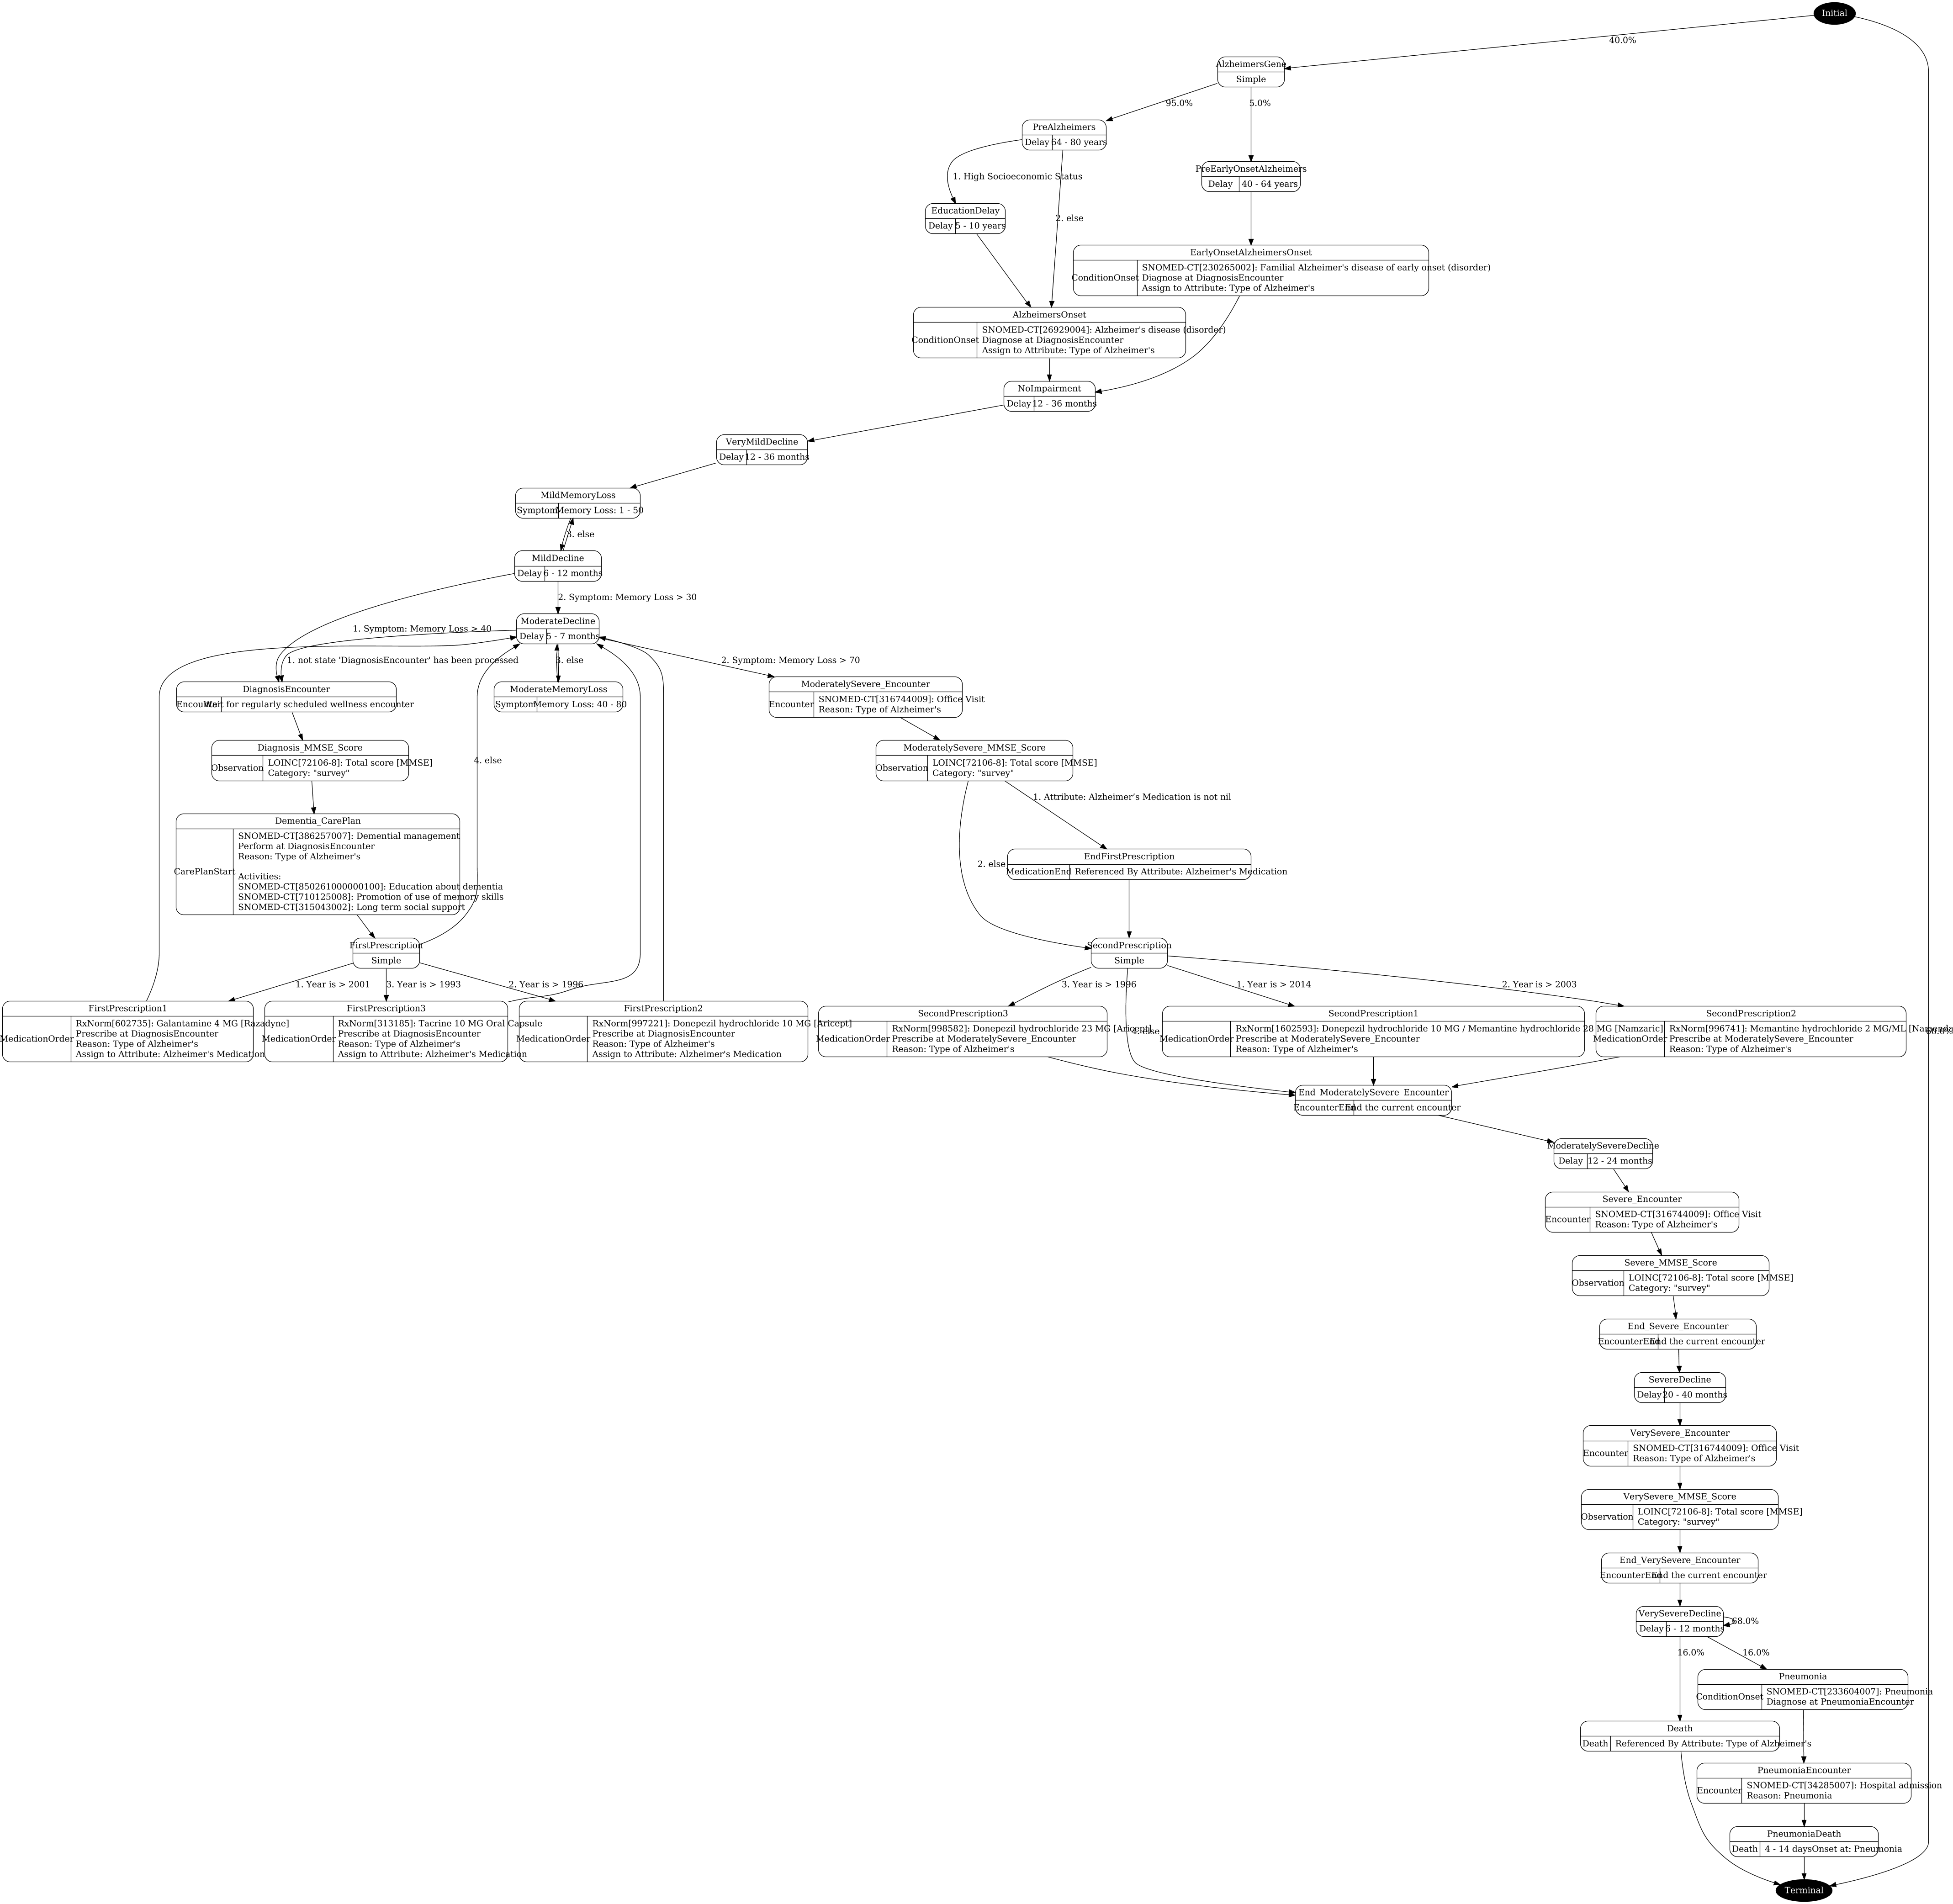 Initial
40.0%
AlzheimersGene
Simple
95.0%
5.0%
PreAlzheimers
Delay
64 - 80 years
PreEarlyOnsetAlzheimers
Delay
40 - 64 years
1. High Socioeconomic Status
EducationDelay
Delay
5 - 10 years
2. else
EarlyOnsetAlzheimersOnset
ConditionOnset
SNOMED-CT[230265002]: Familial Alzheimer's disease of early onset (disorder)
Diagnose at DiagnosisEncounter
Assign to Attribute: Type of Alzheimer's
AlzheimersOnset
ConditionOnset
SNOMED-CT[26929004]: Alzheimer's disease (disorder)
Diagnose at DiagnosisEncounter
Assign to Attribute: Type of Alzheimer's
NoImpairment
Delay
12 - 36 months
VeryMildDecline
Delay
12 - 36 months
MildMemoryLoss
Symptom
Memory Loss: 1 - 50
3. else
MildDecline
Delay
6 - 12 months
2. Symptom: Memory Loss > 30
ModerateDecline
Delay
5 - 7 months
1. Symptom: Memory Loss > 40
1. not state 'DiagnosisEncounter' has been processed
3. else
2. Symptom: Memory Loss > 70
DiagnosisEncounter
Encounter
Wait for regularly scheduled wellness encounter
ModerateMemoryLoss
Symptom
Memory Loss: 40 - 80
ModeratelySevere_Encounter
Encounter
SNOMED-CT[316744009]: Office Visit
Reason: Type of Alzheimer's
Diagnosis_MMSE_Score
Observation
LOINC[72106-8]: Total score [MMSE]
Category: "survey"
4. else
ModeratelySevere_MMSE_Score
Observation
LOINC[72106-8]: Total score [MMSE]
Category: "survey"
1. Attribute: Alzheimer's Medication is not nil
Dementia_CarePlan
CarePlanStart
SNOMED-CT[386257007]: Demential management
Perform at DiagnosisEncounter
Reason: Type of Alzheimer's
Activities:
SNOMED-CT[850261000000100]: Education about dementia
SNOMED-CT[710125008]: Promotion of use of memory skills
SNOMED-CT[315043002]: Long term social support
2. else
EndFirstPrescription
MedicationEnd
Referenced By Attribute: Alzheimer's Medication
FirstPrescription
Simple
SecondPrescription
Simple
1. Year is > 2001
3. Year is > 1993
2. Year is > 1996
3. Year is > 1996
1. Year is > 2014
2. Year is > 2003
FirstPrescription1
MedicationOrder
RxNorm[602735]: Galantamine 4 MG [Razadyne]
Prescribe at DiagnosisEncounter
Reason: Type of Alzheimer's
Assign to Attribute: Alzheimer's Medication
FirstPrescription3
MedicationOrder
RxNorm[313185]: Tacrine 10 MG Oral Capsule
Prescribe at DiagnosisEncounter
Reason: Type of Alzheimer's
Assign to Attribute: Alzheimer's Medication
FirstPrescription2
MedicationOrder
RxNorm[997221]: Donepezil hydrochloride 10 MG [Aricept]
Prescribe at DiagnosisEncounter
Reason: Type of Alzheimer's
Assign to Attribute: Alzheimer's Medication
SecondPrescription3
MedicationOrder
RxNorm[998582]: Donepezil hydrochloride 23 MG [Aricept]
Prescribe at ModeratelySevere_Encounter
Reason: Type of Alzheimer's
4. else
SecondPrescription1
MedicationOrder
RxNorm[1602593]: Donepezil hydrochloride 10 MG / Memantine hydrochloride 28 MG [Namzaric]
Prescribe at ModeratelySevere_Encounter
Reason: Type of Alzheimer's
SecondPrescription2
MedicationOrder
RxNorm[996741]: Memantine hydrochloride 2 MG/ML
Prescribe at ModeratelySevere_Encounter
Reason: Type of Alzheimer's
60.0%
End_ModeratelySevere_Encounter
EncounterEnd
End the current encounter
ModeratelySevereDecline
Delay
12 - 24 months
Severe_Encounter
Encounter
SNOMED-CT[316744009]: Office Visit
Reason: Type of Alzheimer's
Severe_MMSE_Score
Observation
LOINC[72106-8]: Total score [MMSE]
Category: "survey"
End_Severe_Encounter
EncounterEnd
End the current encounter
SevereDecline
Delay
20 - 40 months
VerySevere_Encounter
Encounter
SNOMED-CT[316744009]: Office Visit
Reason: Type of Alzheimer's
VerySevere_MMSE_Score
Observation
LOINC[72106-8]: Total score [MMSE]
Category: "survey"
End_VerySevere_Encounter
EncounterEnd
End the current encounter
VerySevereDecline
Delay
6 - 12 months
68.0%
16.0%
16.0%
Pneumonia
ConditionOnset
SNOMED-CT[233604007]: Pneumonia
Diagnose at PneumoniaEncounter
Death
Death
Referenced By Attribute: Type of Alzheimer's
PneumoniaEncounter
Encounter
SNOMED-CT[34285007]: Hospital admission
Reason: Pneumonia
PneumoniaDeath
Death
4 - 14 daysOnset at: Pneumonia
Terminal